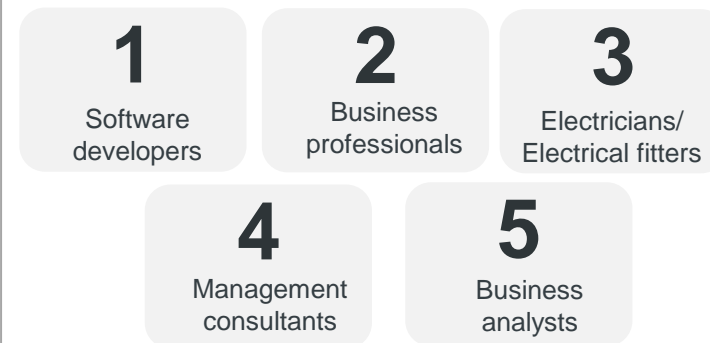 1
Software
developers
2
Business
professionals
3
Electricians/
Electrical fitters
4
Management
consultants
5
Business
analysts